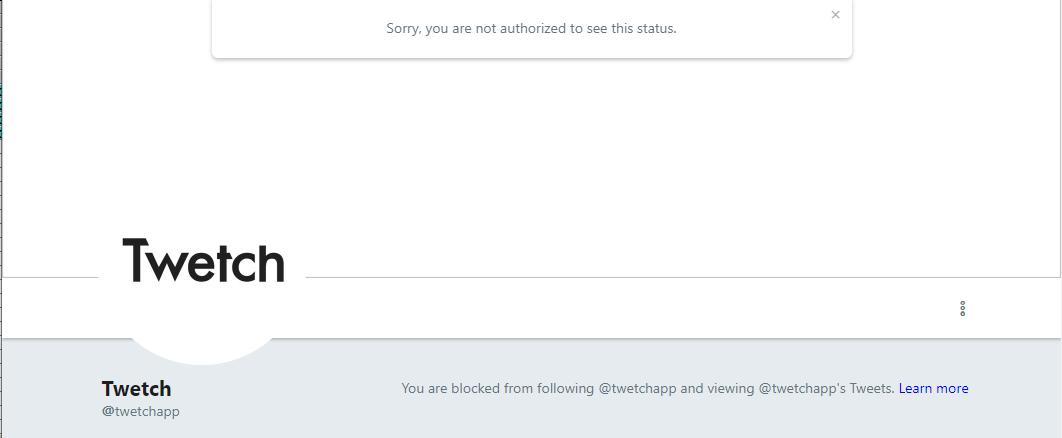 Sorry, you are not authorized to see this status.
×
Twetch
Twetch
@twetchapp
You are blocked from following @twetchapp and viewing @twetchapp's Tweets. Learn more